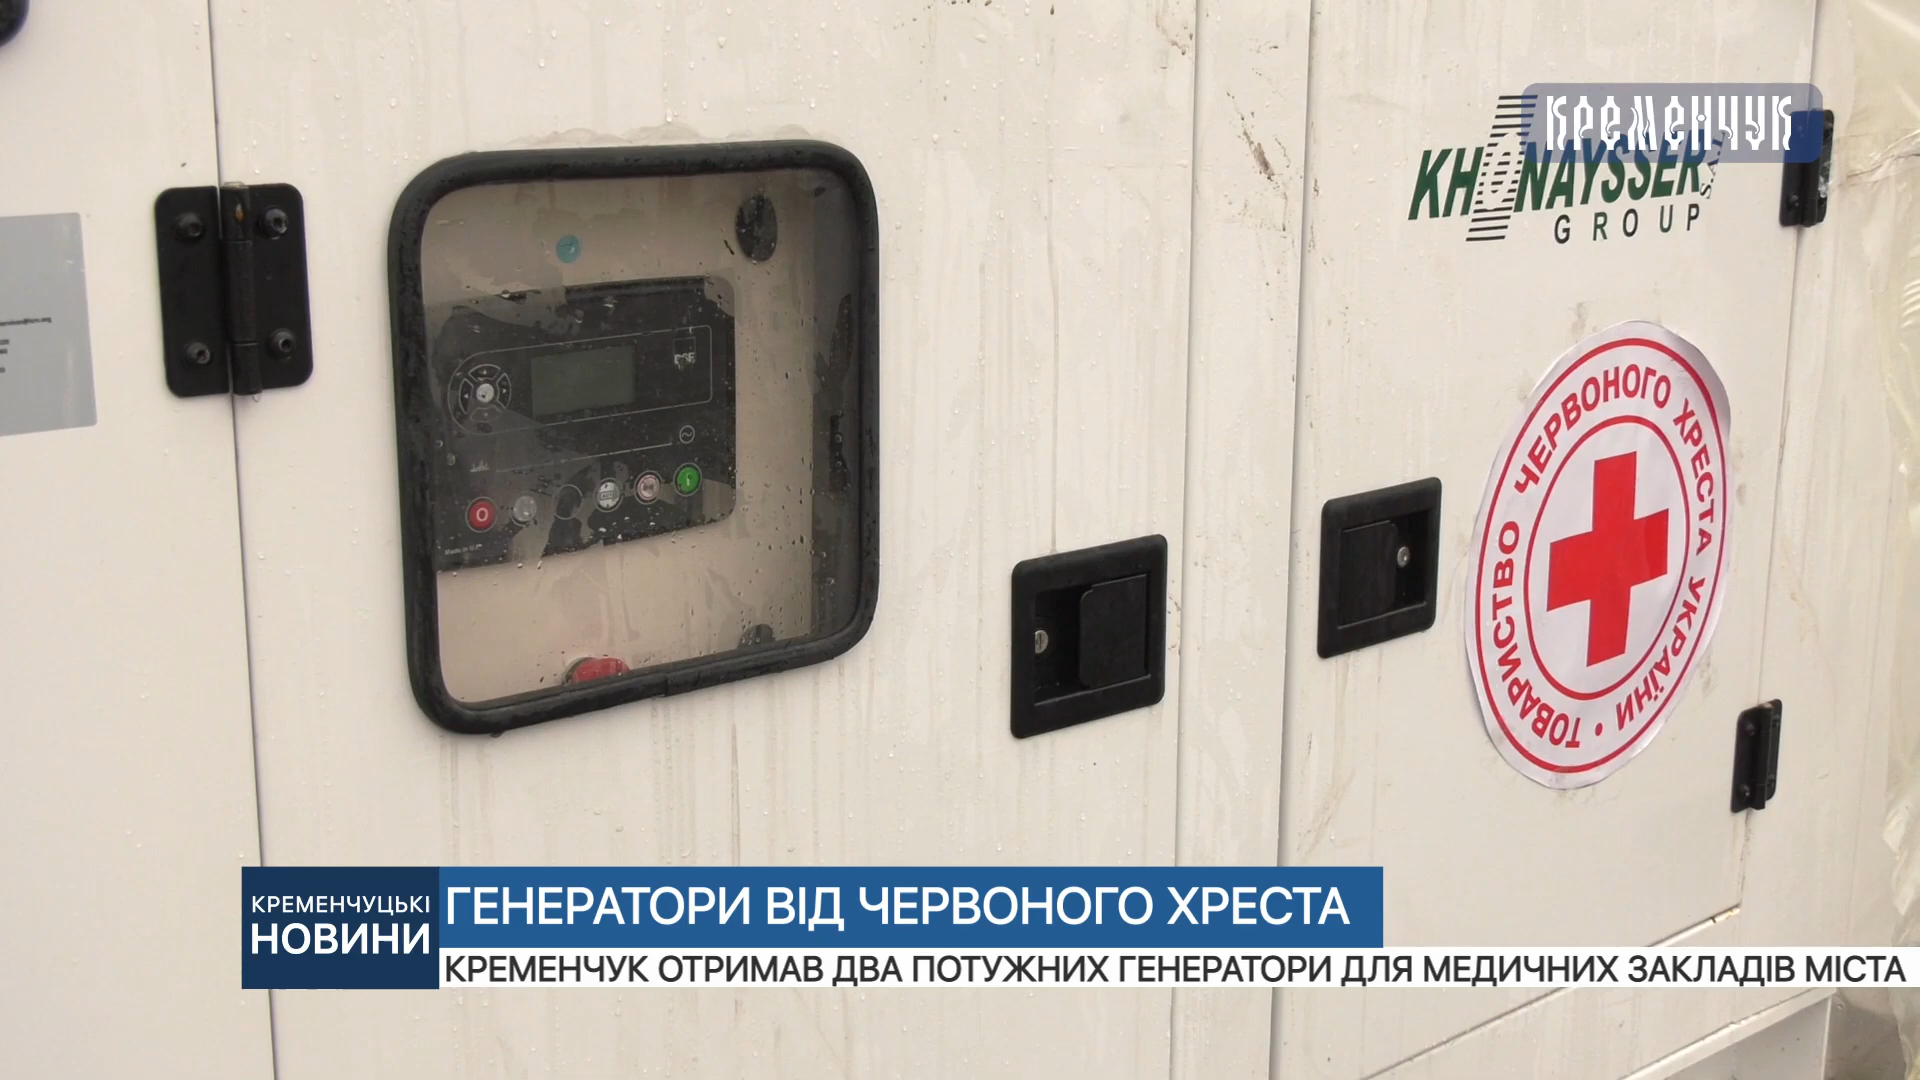 КРЕМЕНЧУК
KHONAYSSER
GROUP
DSE
ТОВАРИСТВО ЧЕРВОНОГО ХРЕСТА УКРАЇНИ •
КРЕМЕНЧУЦЬКІ
НОВИНИ
ГЕНЕРАТОРИ ВІД ЧЕРВОНОГО ХРЕСТА
КРЕМЕНЧУК ОТРИМАВ ДВА ПОТУЖНИХ ГЕНЕРАТОРИ ДЛЯ МЕДИЧНИХ ЗАКЛАДІВ МІСТА